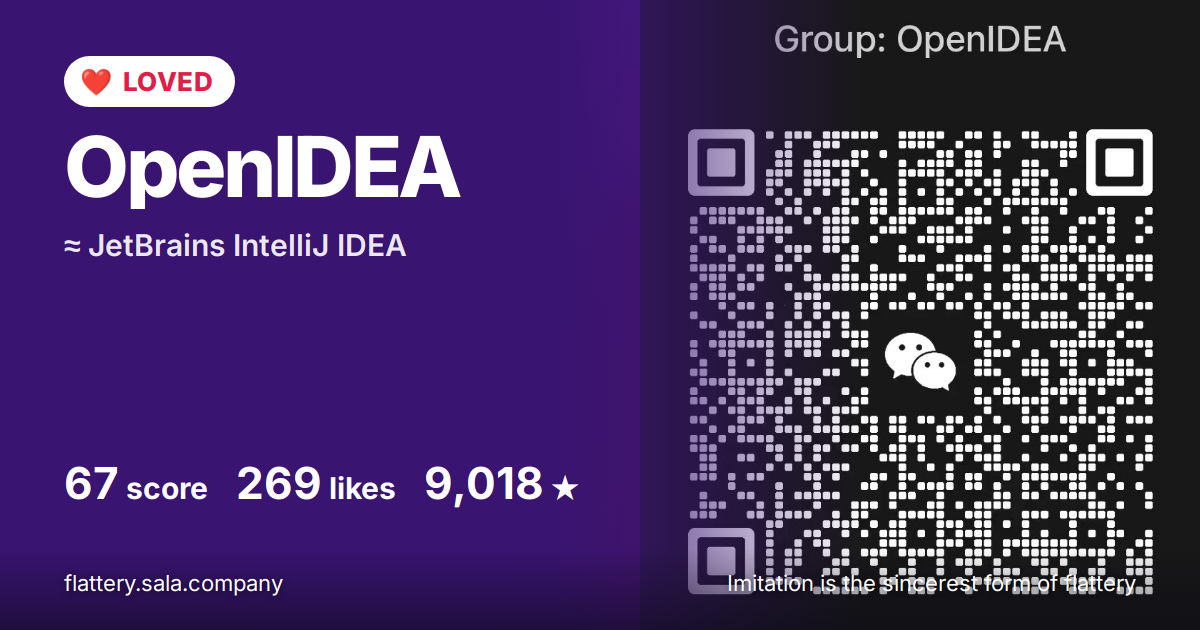 ❤️ LOVED
OpenIDEA
≈ JetBrains IntelliJ IDEA
67 score 269 likes 9,018 ★
flattery.sala.company
Group: OpenIDEA
Imitation is the sincerest form of flattery.